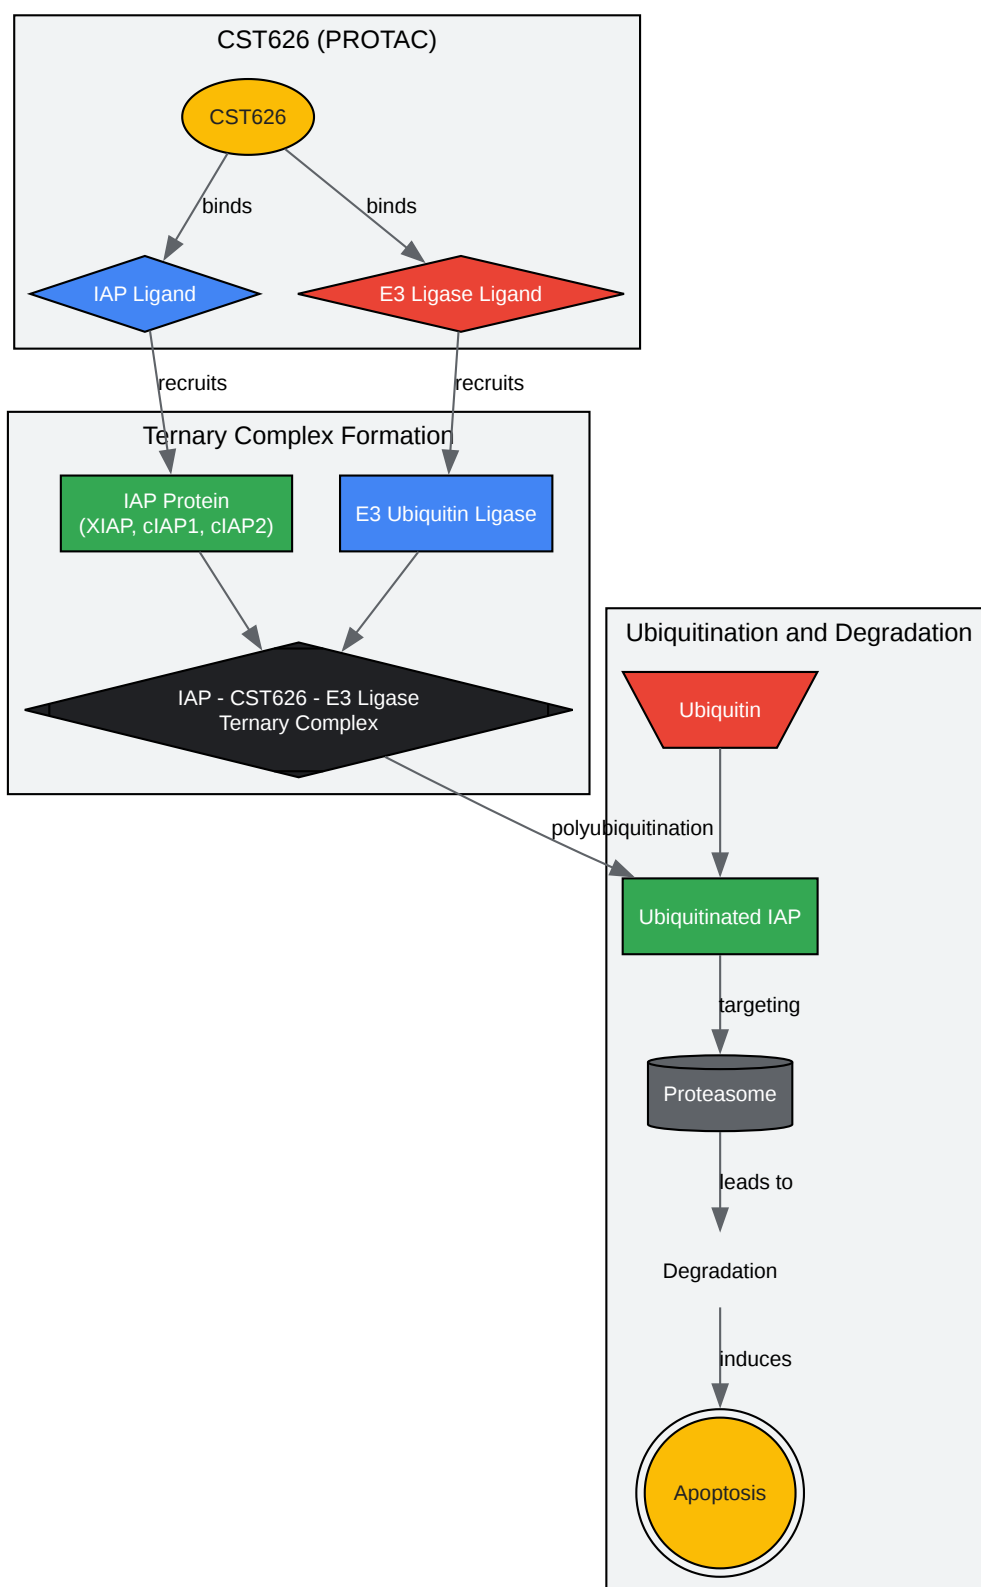 CST626 (PROTAC)
CST626
binds
binds
IAP Ligand
E3 Ligase Ligand
recruits
recruits
Ternary Complex Formation
IAP Protein
(XIAP, cIAP1, cIAP2)
E3 Ubiquitin Ligase
IAP - CST626 - E3 Ligase
Ternary Complex
Ubiquitination and Degradation
Ubiquitin
polyubiquitination
Ubiquitinated IAP
targeting
Proteasome
leads to
Degradation
induces
Apoptosis